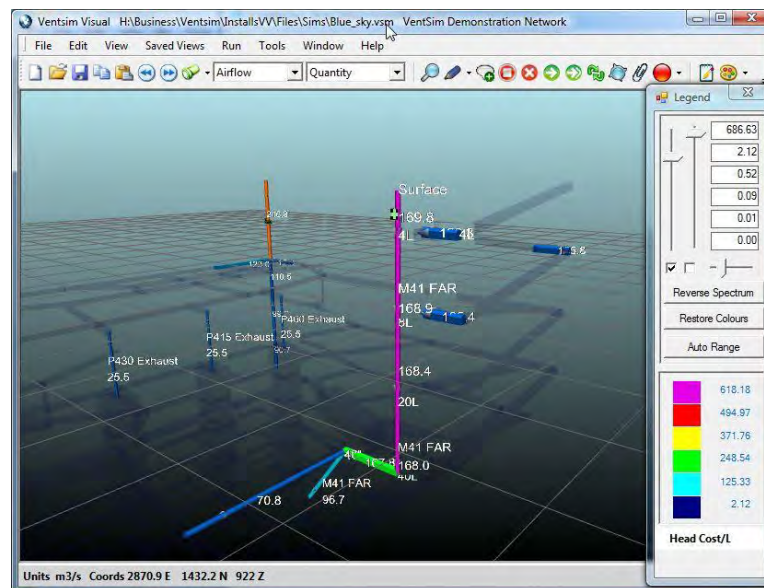 Ventsim Visual H:\Business\Ventsim\InstallsVV\Files\Sims\Blue_sky.vsm VentSim Demonstration Network
File Edit View Saved Views Run Tools Window Help
Airflow Quantity
Legend
686.63
2.12
0.52
0.09
0.01
0.00
Reverse Spectrum
Restore Colours
Auto Range
618.18
494.97
371.76
248.54
125.33
2.12
Head Cost/L
Surface
169.8
4L
M41 FAR
168.9
8L
P460 Exhaust
25.5
P415 Exhaust
25.5
P430 Exhaust
25.5
168.4
20L
M41 FAR
168.0
40L
M41 FAR
96.7
70.8
Units m3/s Coords 2870.9 E 1432.2 N 922 Z